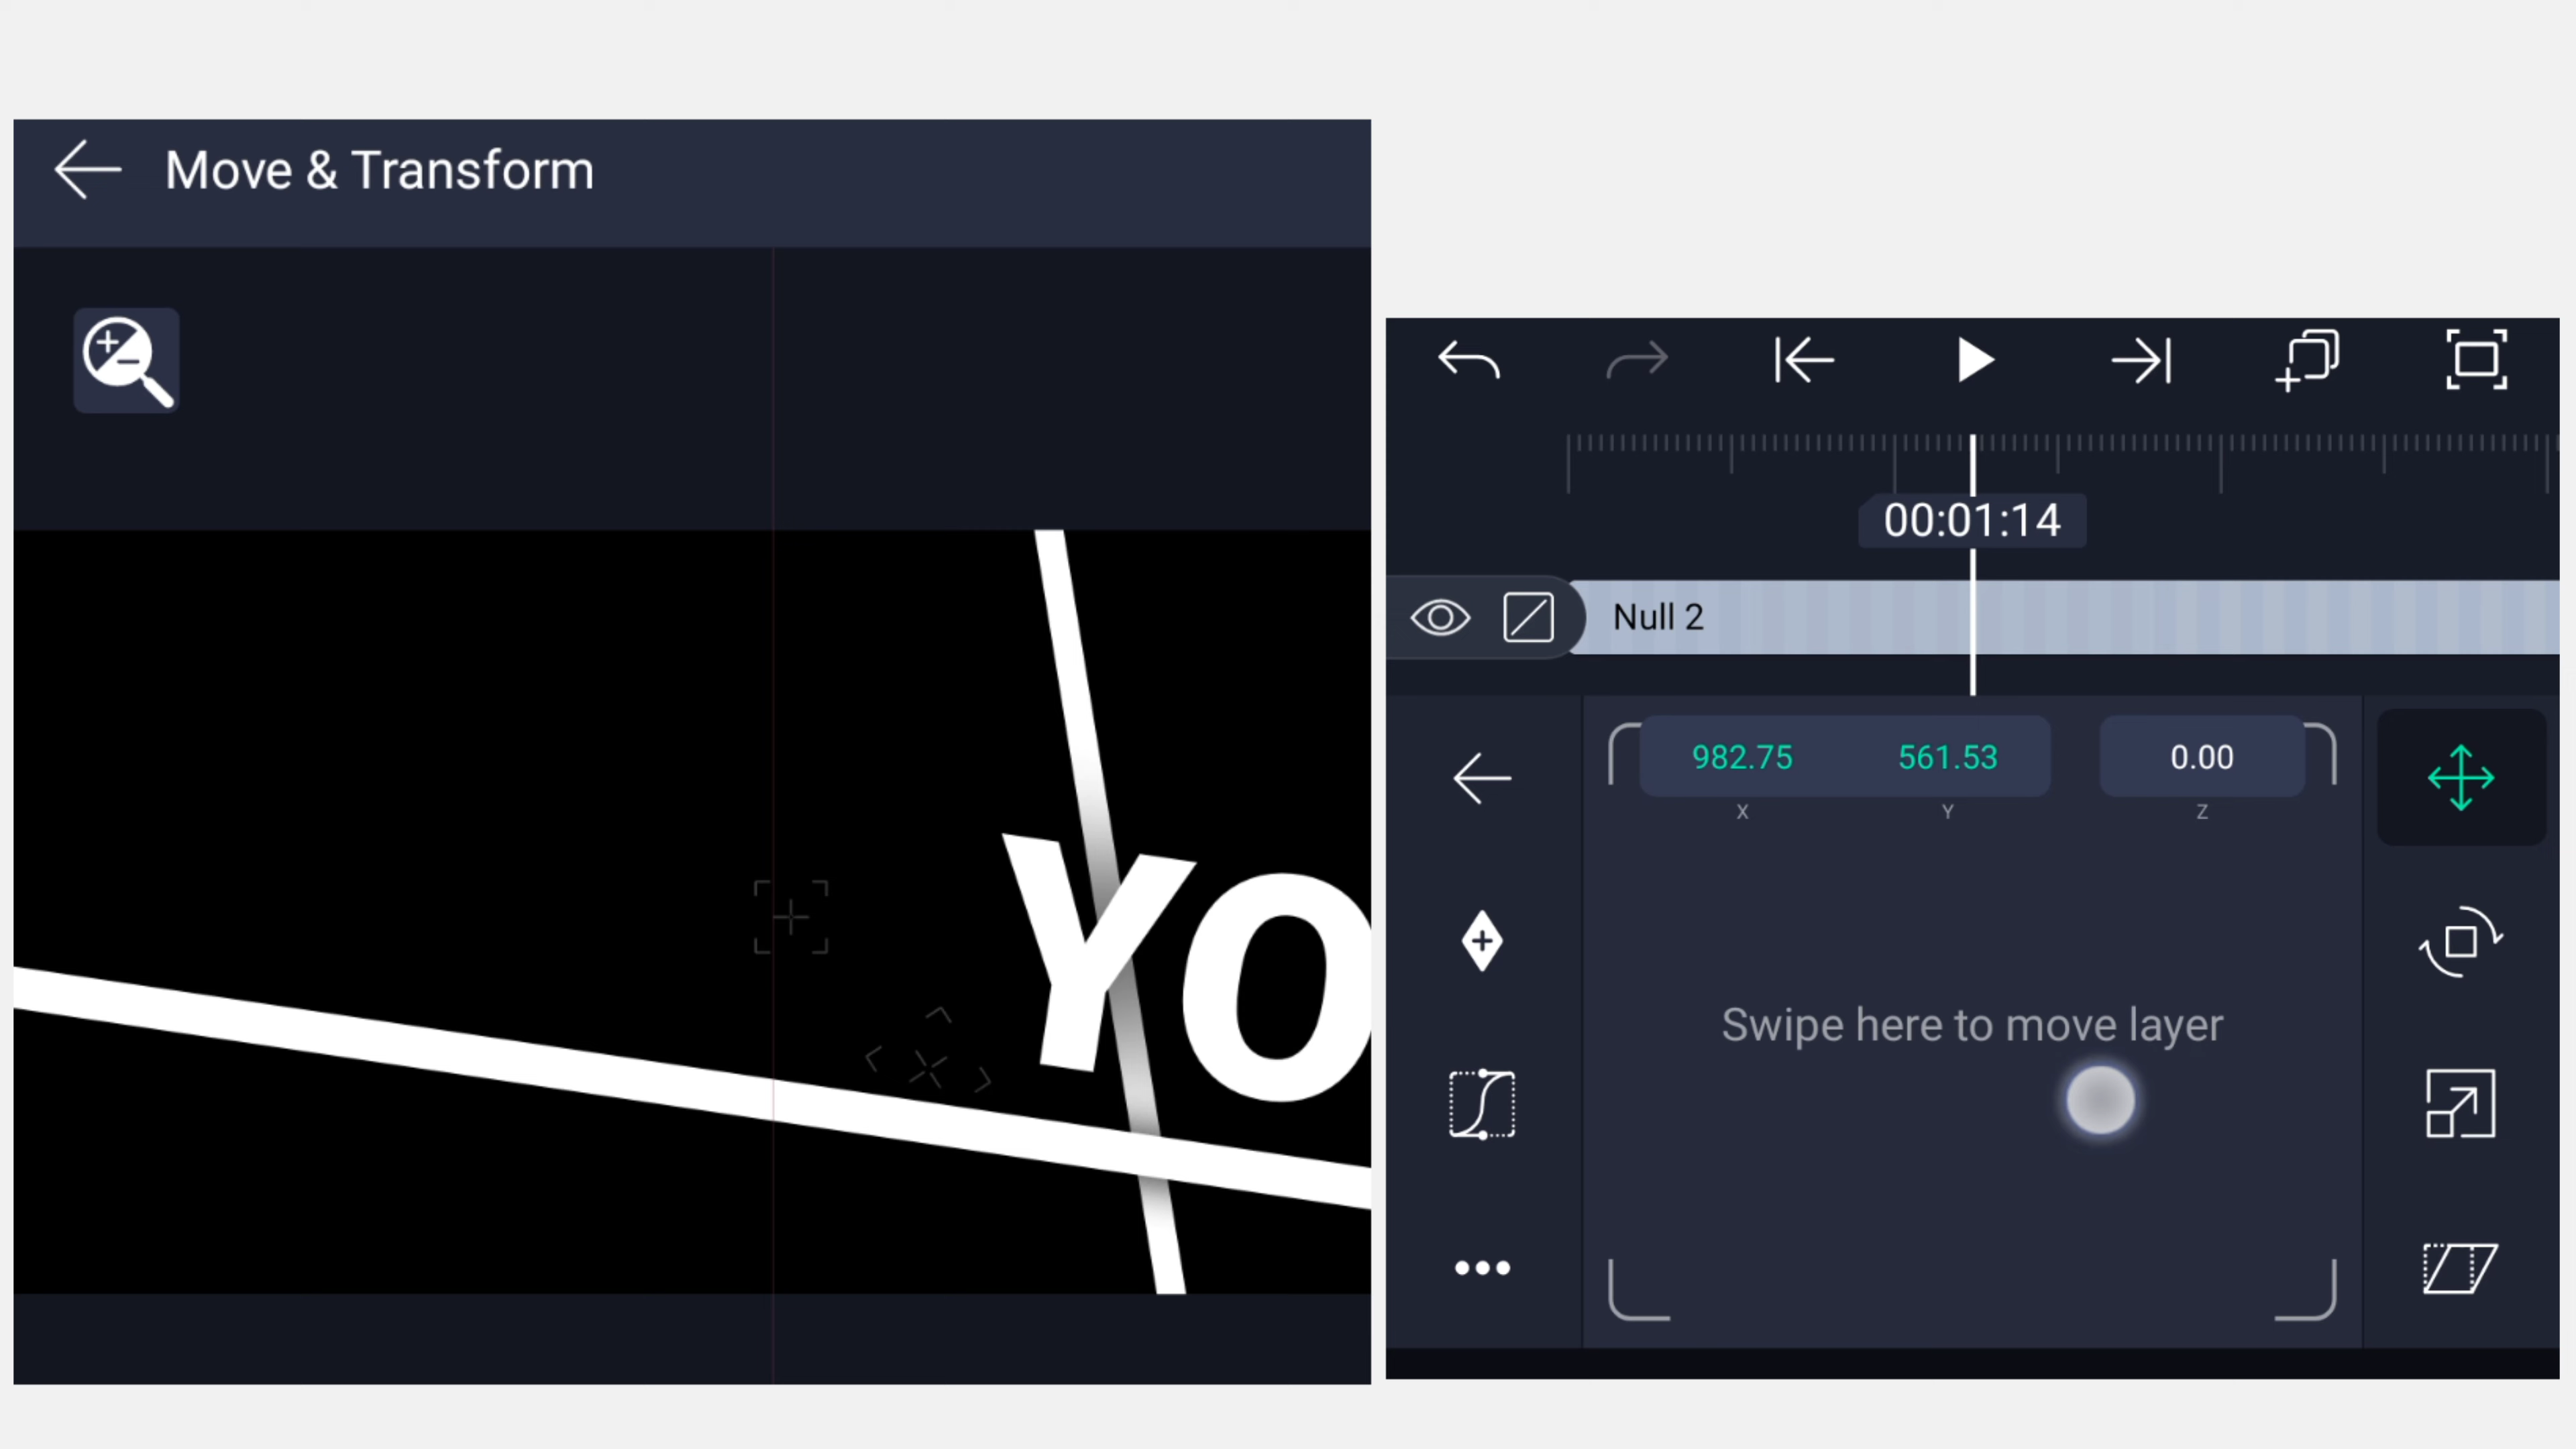 Move & Transform
YO
00:01:14
Null 2
982.75 561.53 0.00
X Y Z
Swipe here to move layer